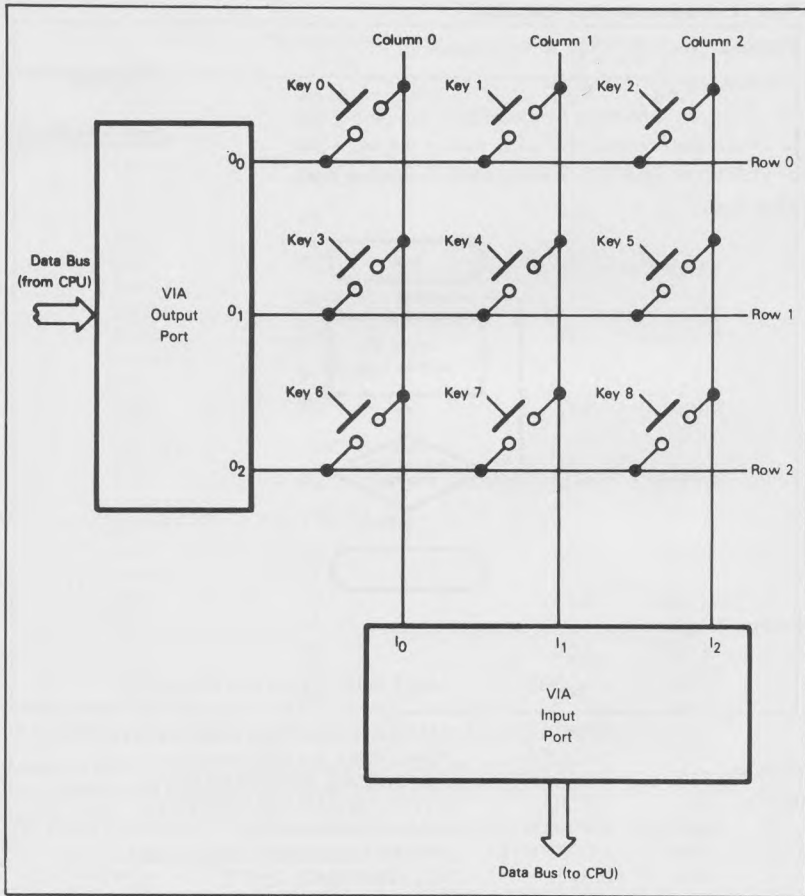 Column 0 Column 1 Column 2
Key 0 Key 1 Key 2
O0 Row 0
Key 3 Key 4 Key 5
Data Bus
(from CPU)
VIA
Output
Port
O1 Row 1
Key 6 Key 7 Key 8
O2 Row 2
I0 I1 I2
VIA
Input
Port
Data Bus (to CPU)